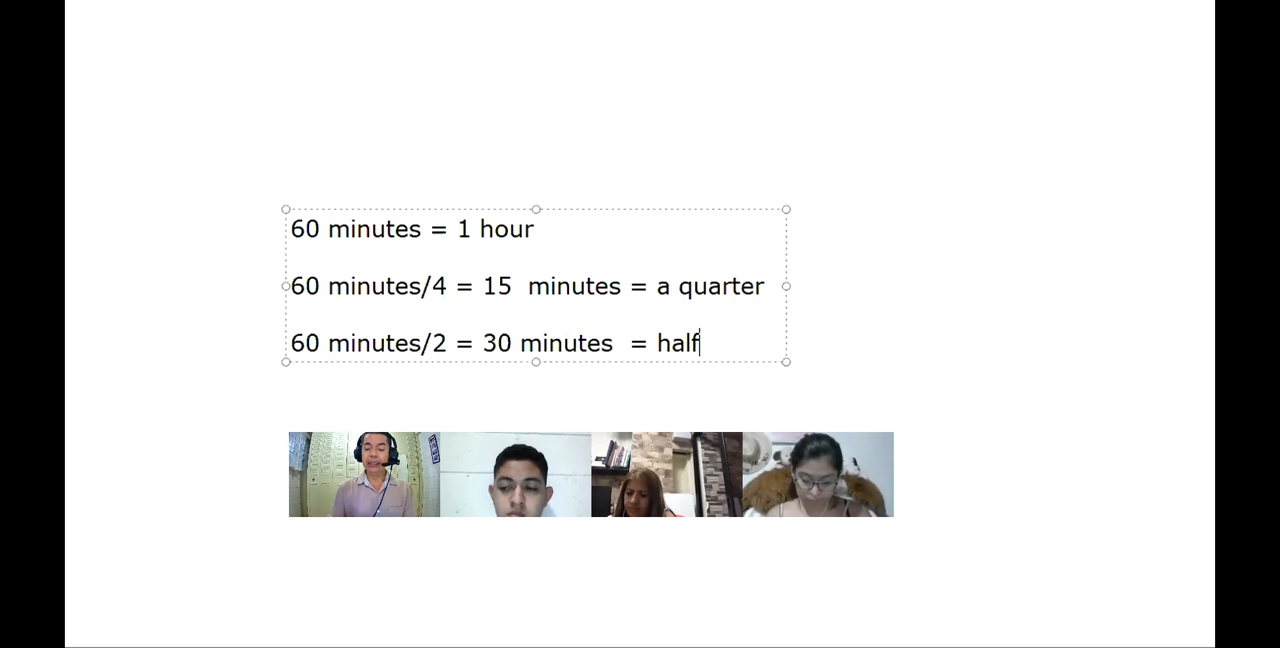 60 minutes = 1 hour
60 minutes/4 = 15  minutes = a quarter
60 minutes/2 = 30 minutes  = half